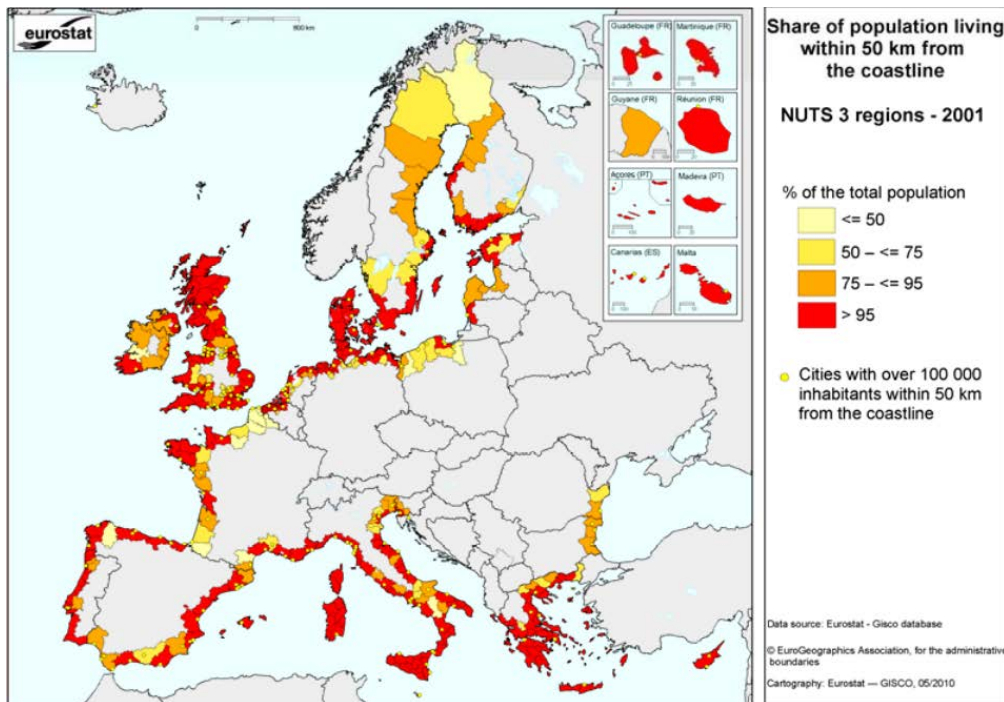 eurostat
0 800 km
Guadeloupe (FR)
Martinique (FR)
Guyane (FR)
Réunion (FR)
Açores (PT)
Madeira (PT)
Canarias (ES)
Malta
Share of population living
within 50 km from
the coastline
NUTS 3 regions - 2001
% of the total population
<= 50
50 – <= 75
75 – <= 95
> 95
Cities with over 100 000
inhabitants within 50 km
from the coastline
Data source: Eurostat - Gisco database
© EuroGeographics Association, for the administrative
boundaries
Cartography: Eurostat — GISCO, 05/2010